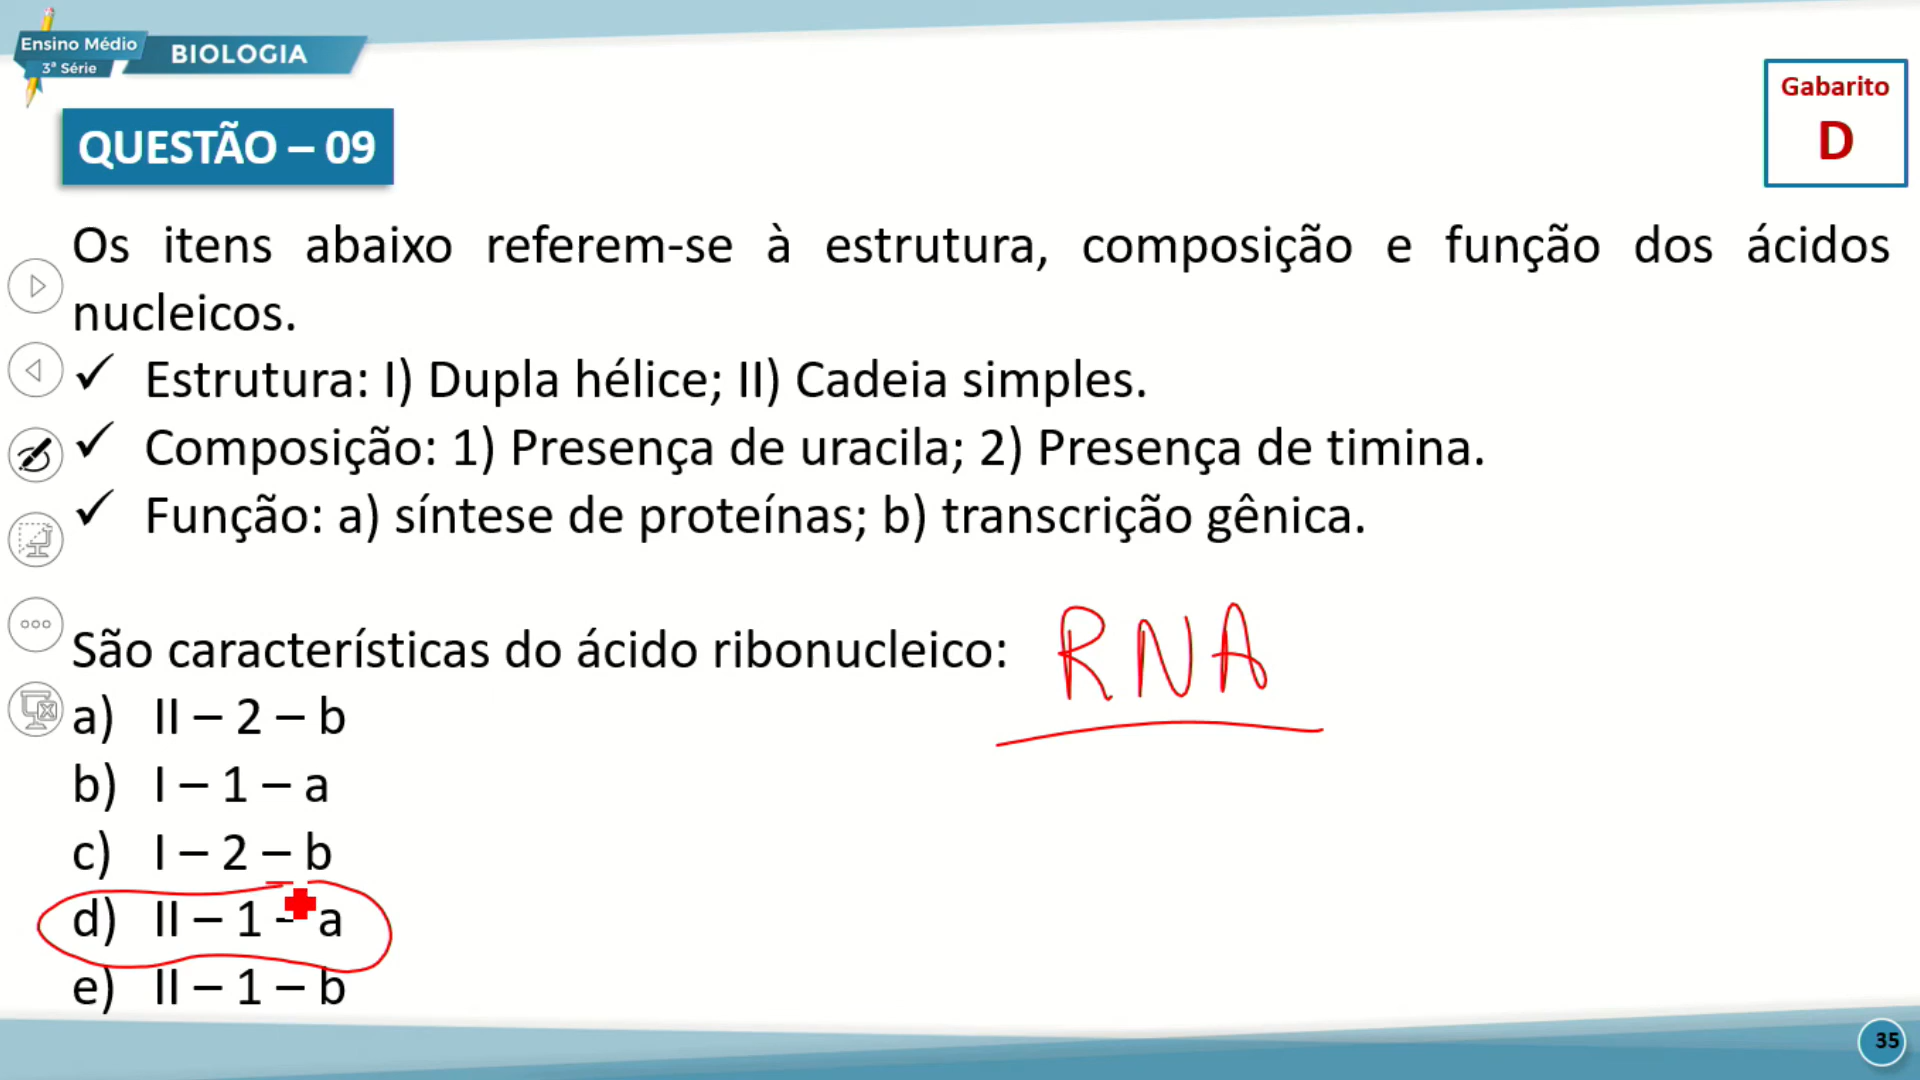 Ensino Médio
3ª Série
BIOLOGIA
Gabarito
D
QUESTÃO – 09
Os itens abaixo referem-se à estrutura, composição e função dos ácidos
nucleicos.
✓ Estrutura: I) Dupla hélice; II) Cadeia simples.
✓ Composição: 1) Presença de uracila; 2) Presença de timina.
✓ Função: a) síntese de proteínas; b) transcrição gênica.
São características do ácido ribonucleico: RNA
a) II – 2 – b
b) I – 1 – a
c) I – 2 – b
d) II – 1 – a
e) II – 1 – b
35